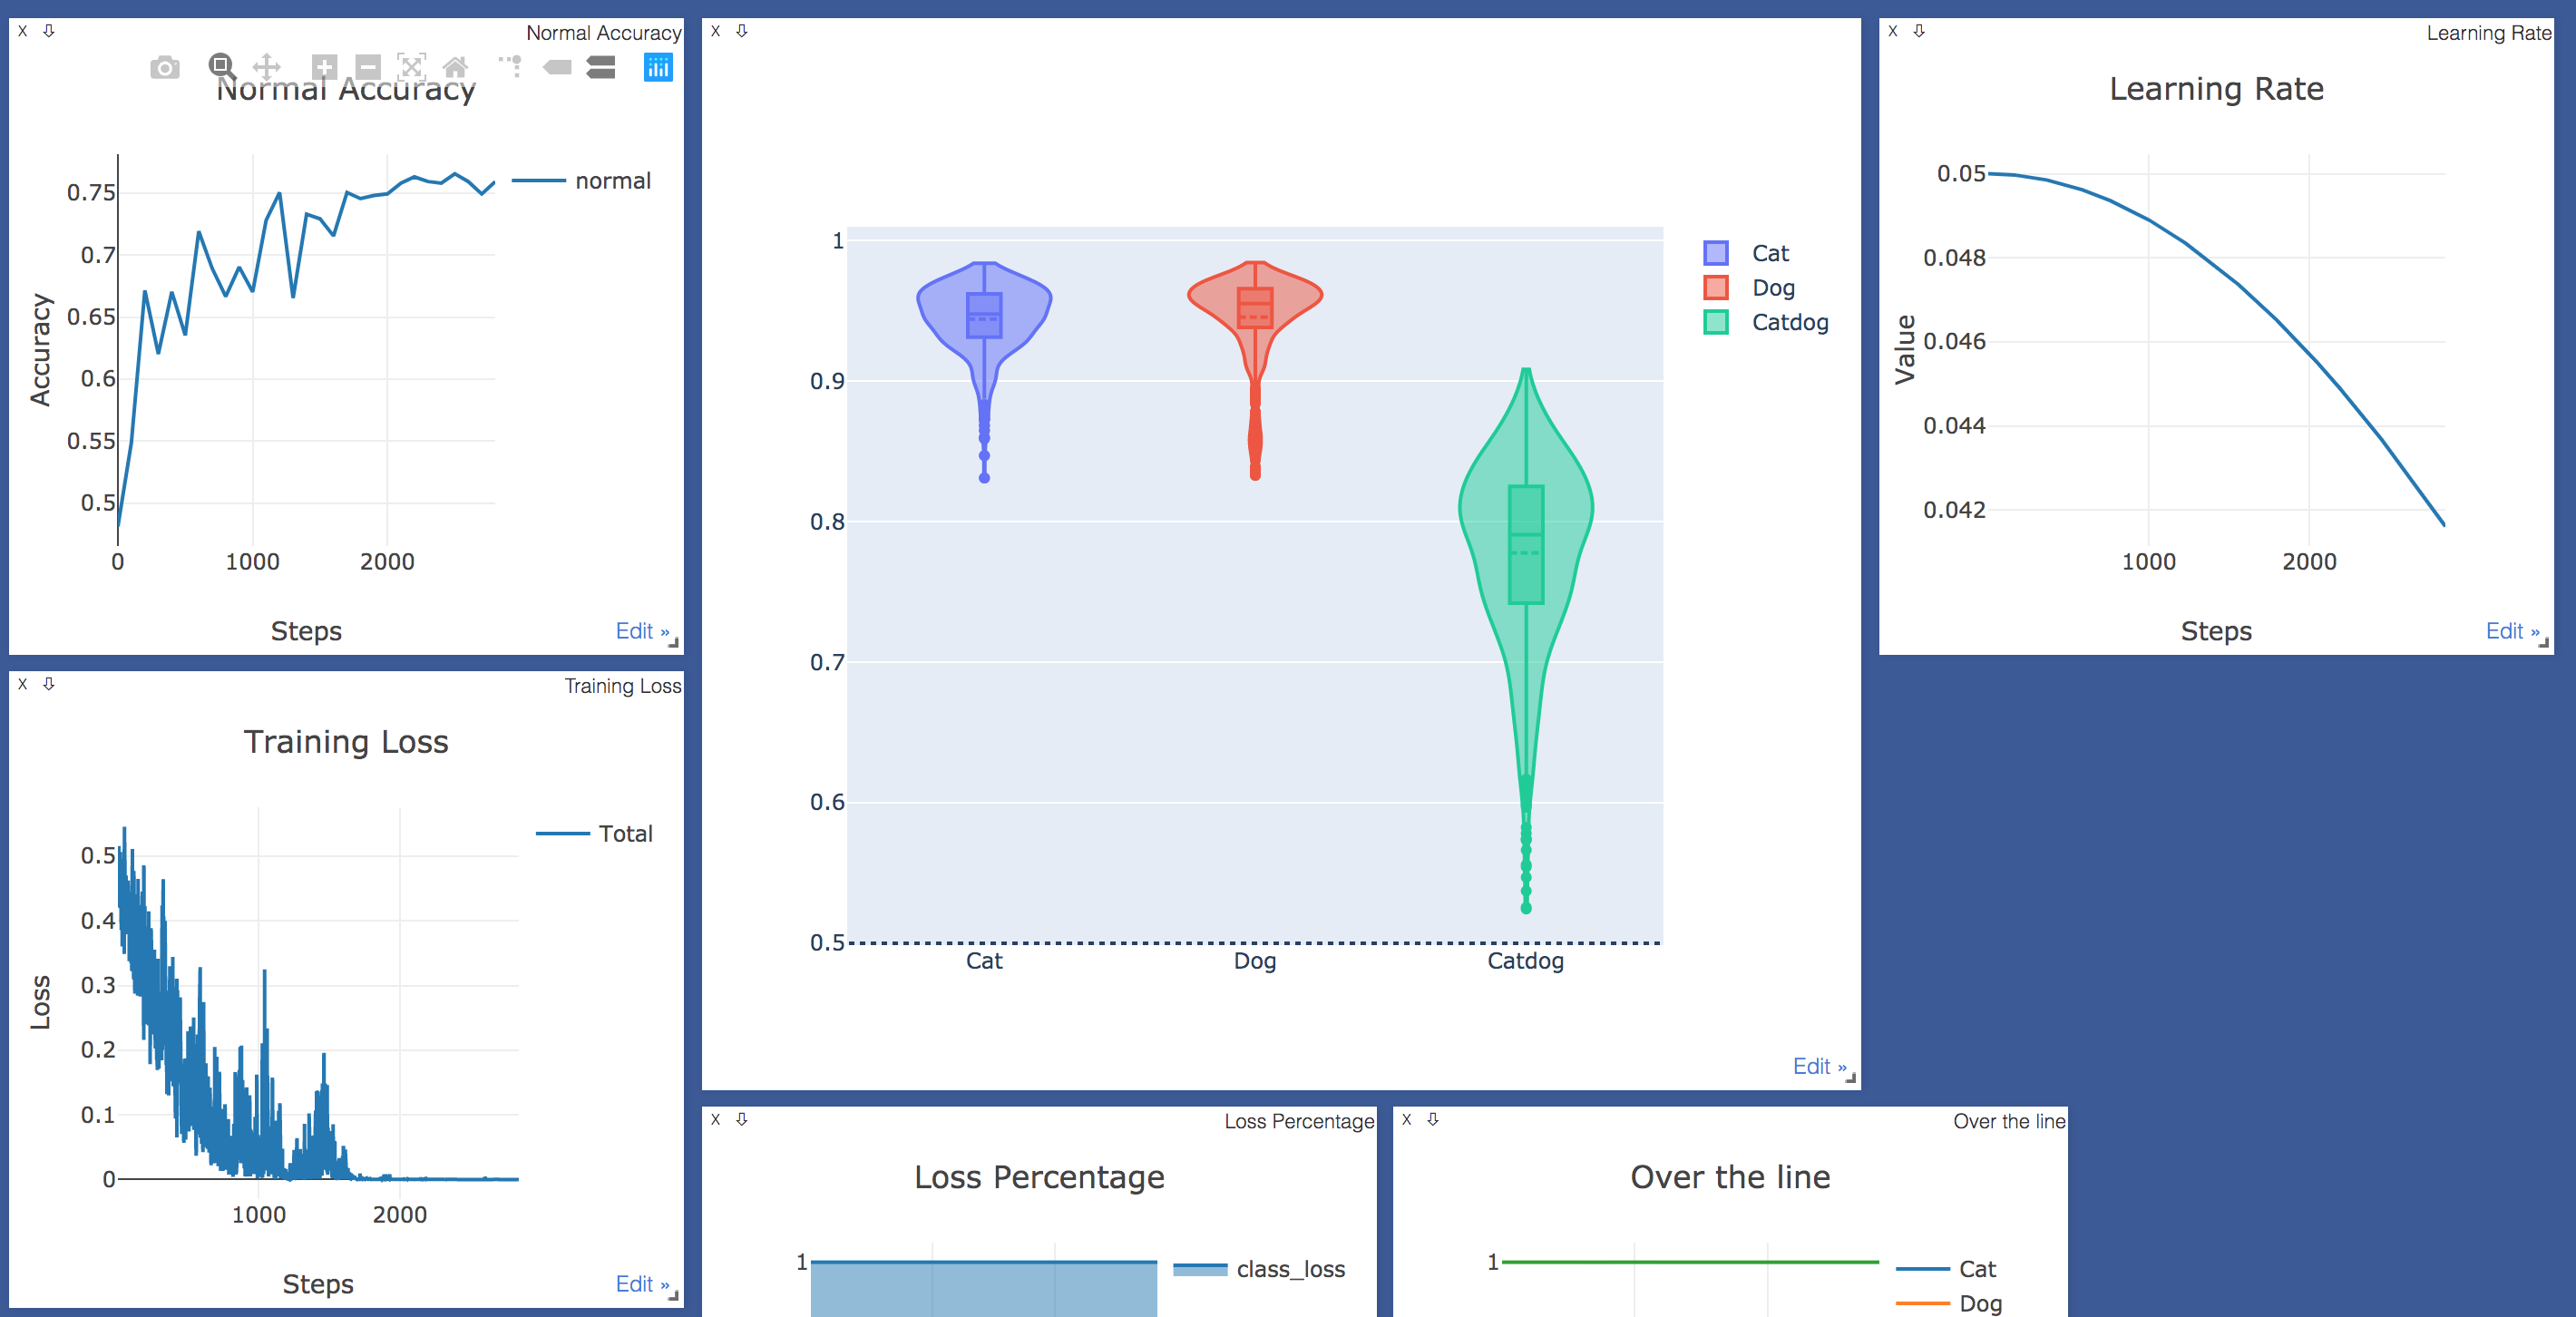 X ⇩ Normal Accuracy
Normal Accuracy
0.75
0.7
0.65
0.6
0.55
0.5
Accuracy
normal
0 1000 2000
Steps
Edit »
X ⇩
1
0.9
0.8
0.7
0.6
0.5
Cat
Dog
Catdog
Cat Dog Catdog
Edit »
X ⇩ Learning Rate
Learning Rate
0.05
0.048
0.046
0.044
0.042
Value
1000 2000
Steps
Edit »
X ⇩ Training Loss
Training Loss
Total
0.5
0.4
0.3
0.2
0.1
0
Loss
1000 2000
Steps
Edit »
X ⇩ Loss Percentage
Loss Percentage
1
class_loss
X ⇩ Over the line
Over the line
1
Cat
Dog